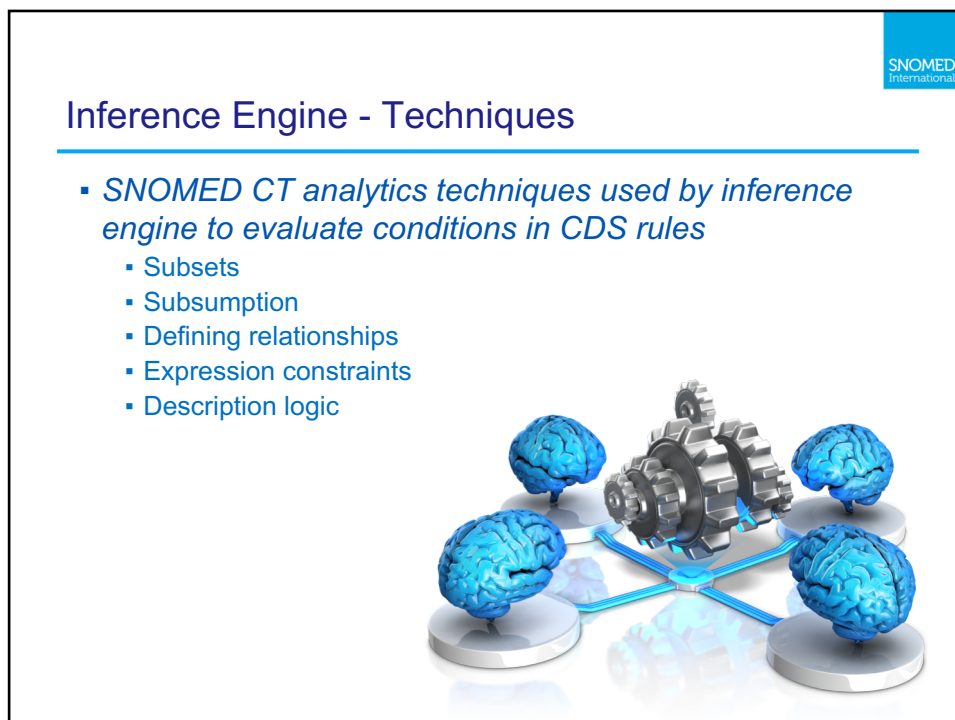 SNOMED
International
Inference Engine - Techniques
▪ SNOMED CT analytics techniques used by inference
engine to evaluate conditions in CDS rules
▪ Subsets
▪ Subsumption
▪ Defining relationships
▪ Expression constraints
▪ Description logic